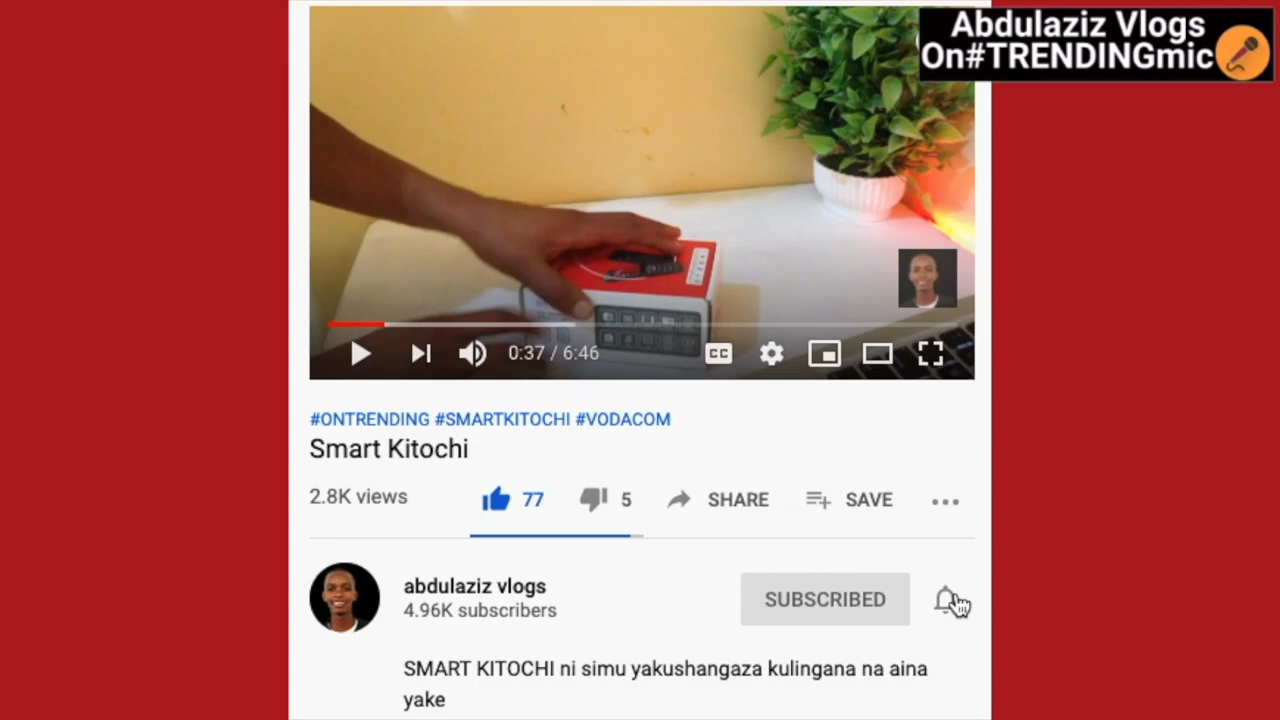 Abdulaziz Vlogs
On#TRENDINGmic
0:37 / 6:46
CC
#ONTRENDING #SMARTKITOCHI #VODACOM
Smart Kitochi
2.8K views
77
5
SHARE
SAVE
abdulaziz vlogs
4.96K subscribers
SUBSCRIBED
SMART KITOCHI ni simu yakushangaza kulingana na aina
yake